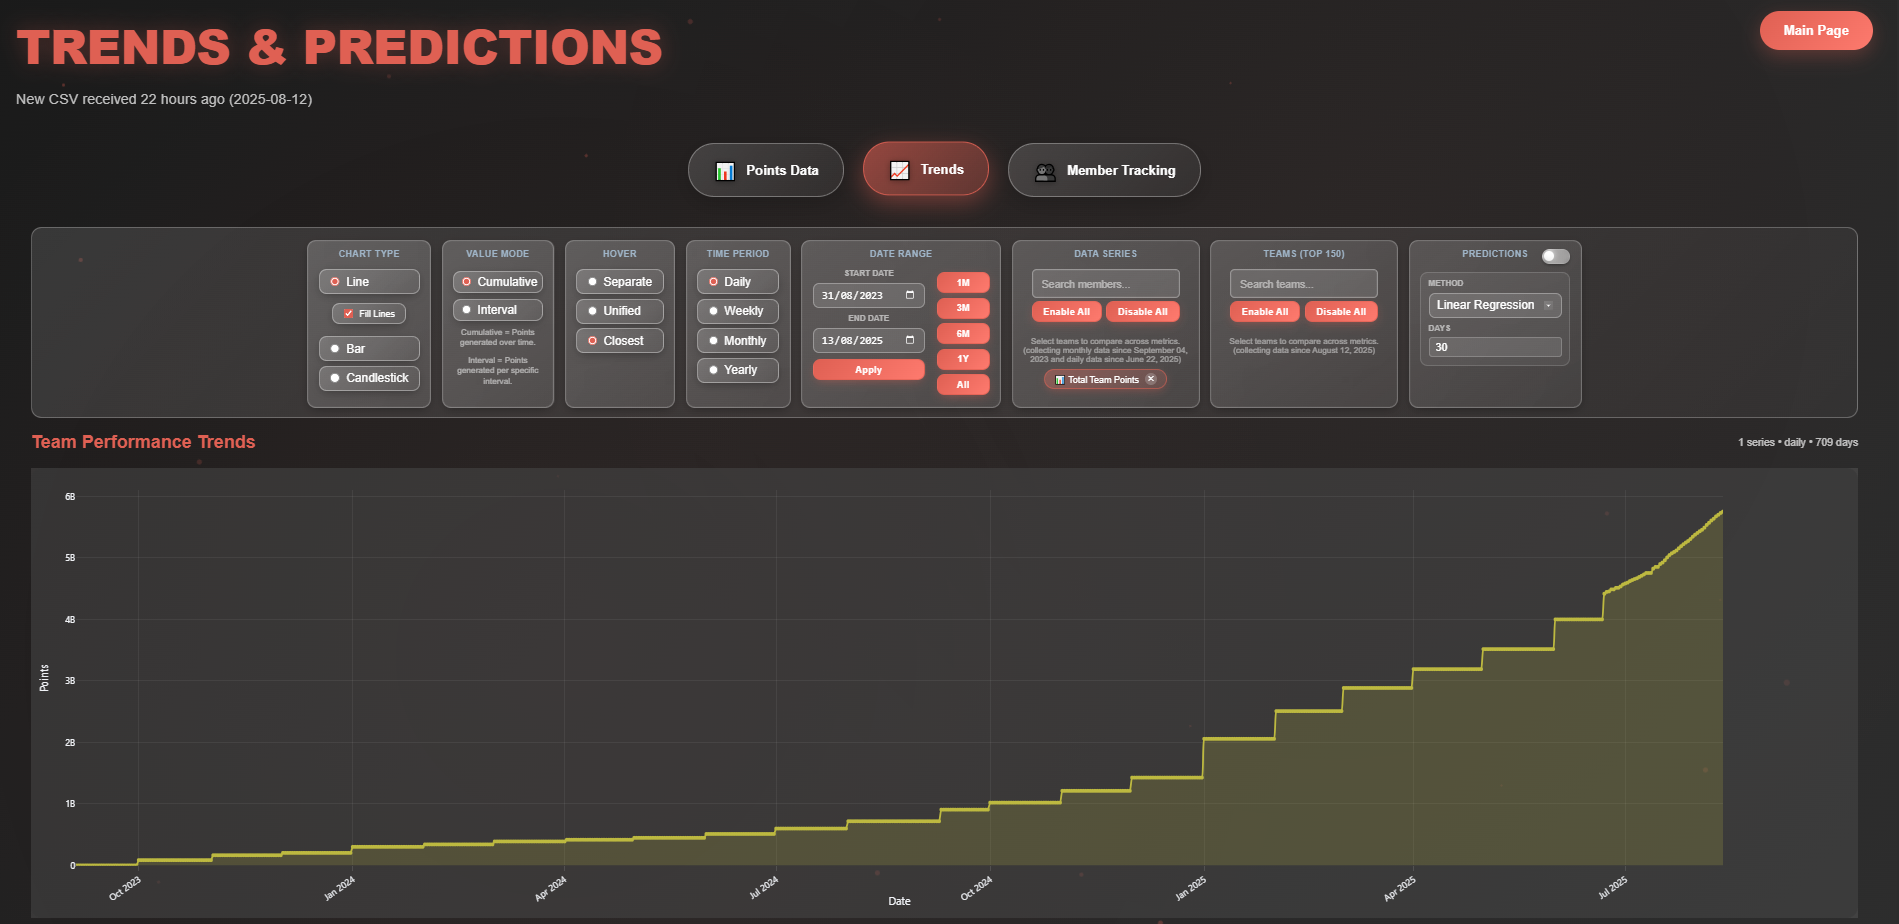 TRENDS & PREDICTIONS
Main Page
New CSV received 22 hours ago (2025-08-12)
Points Data
Trends
Member Tracking
CHART TYPE
Line
Fill Lines
Bar
Candlestick
VALUE MODE
Cumulative
Interval
Cumulative = Points
generated over time.
Interval = Points
generated per specific
interval.
HOVER
Separate
Unified
Closest
TIME PERIOD
Daily
Weekly
Monthly
Yearly
DATE RANGE
START DATE
31/08/2023
END DATE
13/08/2025
Apply
1M
3M
6M
1Y
All
DATA SERIES
Search members...
Enable All
Disable All
Select teams to compare across metrics.
(collecting monthly data since September 04,
2023 and daily data since June 22, 2025)
Total Team Points
TEAMS (TOP 150)
Search teams...
Enable All
Disable All
Select teams to compare across metrics.
(collecting data since August 12, 2025)
PREDICTIONS
METHOD
Linear Regression
DAYS
30
Team Performance Trends
1 series • daily • 709 days
6B
5B
4B
3B
2B
1B
0
Points
Oct 2023
Jan 2024
Apr 2024
Jul 2024
Oct 2024
Jan 2025
Apr 2025
Jul 2025
Date